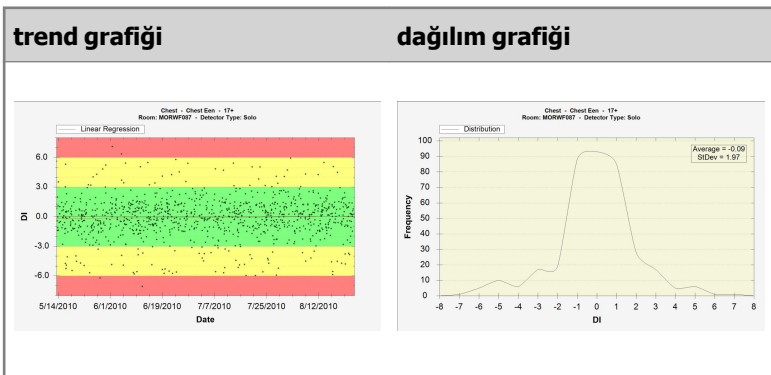 trend grafiği
dağılım grafiği
Chest - Chest Een - 17+
Room: MORWF087 - Detector Type: Solo
Linear Regression
6.0
3.0
0.0
-3.0
-6.0
DI
5/14/2010 6/1/2010 6/19/2010 7/7/2010 7/25/2010 8/12/2010
Date
Chest - Chest Een - 17+
Room: MORWF087 - Detector Type: Solo
Distribution
Average = -0.09
StDev = 1.97
100
90
80
70
60
50
40
30
20
10
0
Frequency
-8 -7 -6 -5 -4 -3 -2 -1 0 1 2 3 4 5 6 7 8
DI